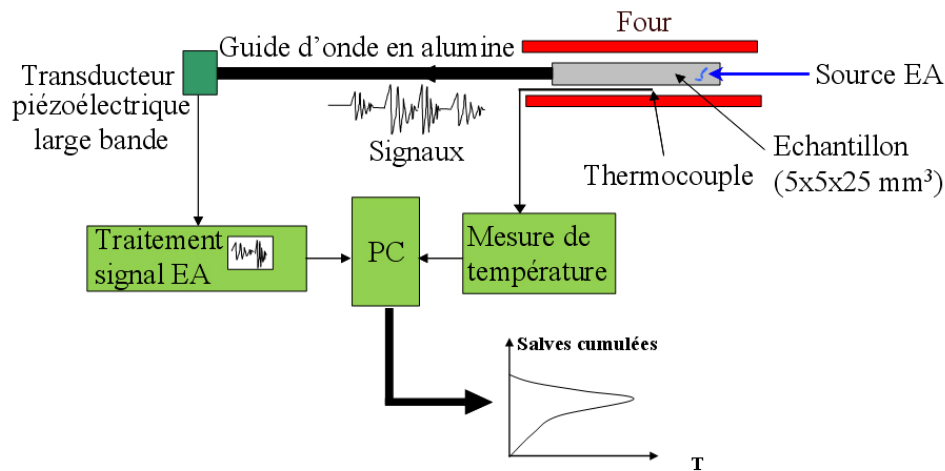 Four
Guide d'onde en alumine
Transducteur
piézoélectrique
large bande
Source EA
Signaux
Thermocouple
Echantillon
(5x5x25 mm³)
Traitement
signal EA
PC
Mesure de
température
Salves cumulées
T